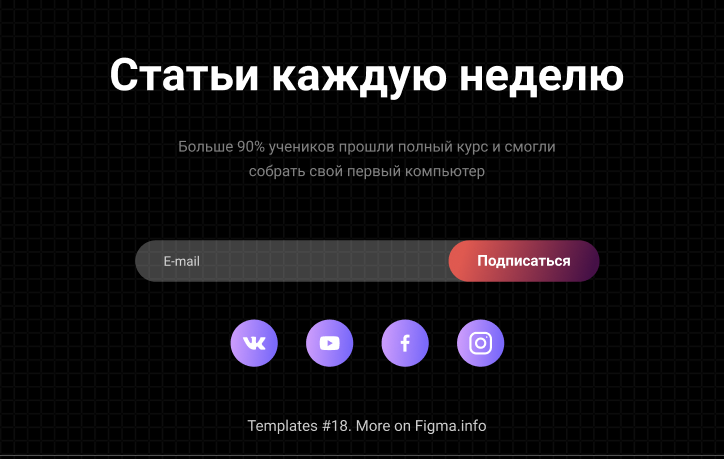 Статьи каждую неделю
Больше 90% учеников прошли полный курс и смогли
собрать свой первый компьютер
E-mail
Подписаться
Templates #18. More on Figma.info